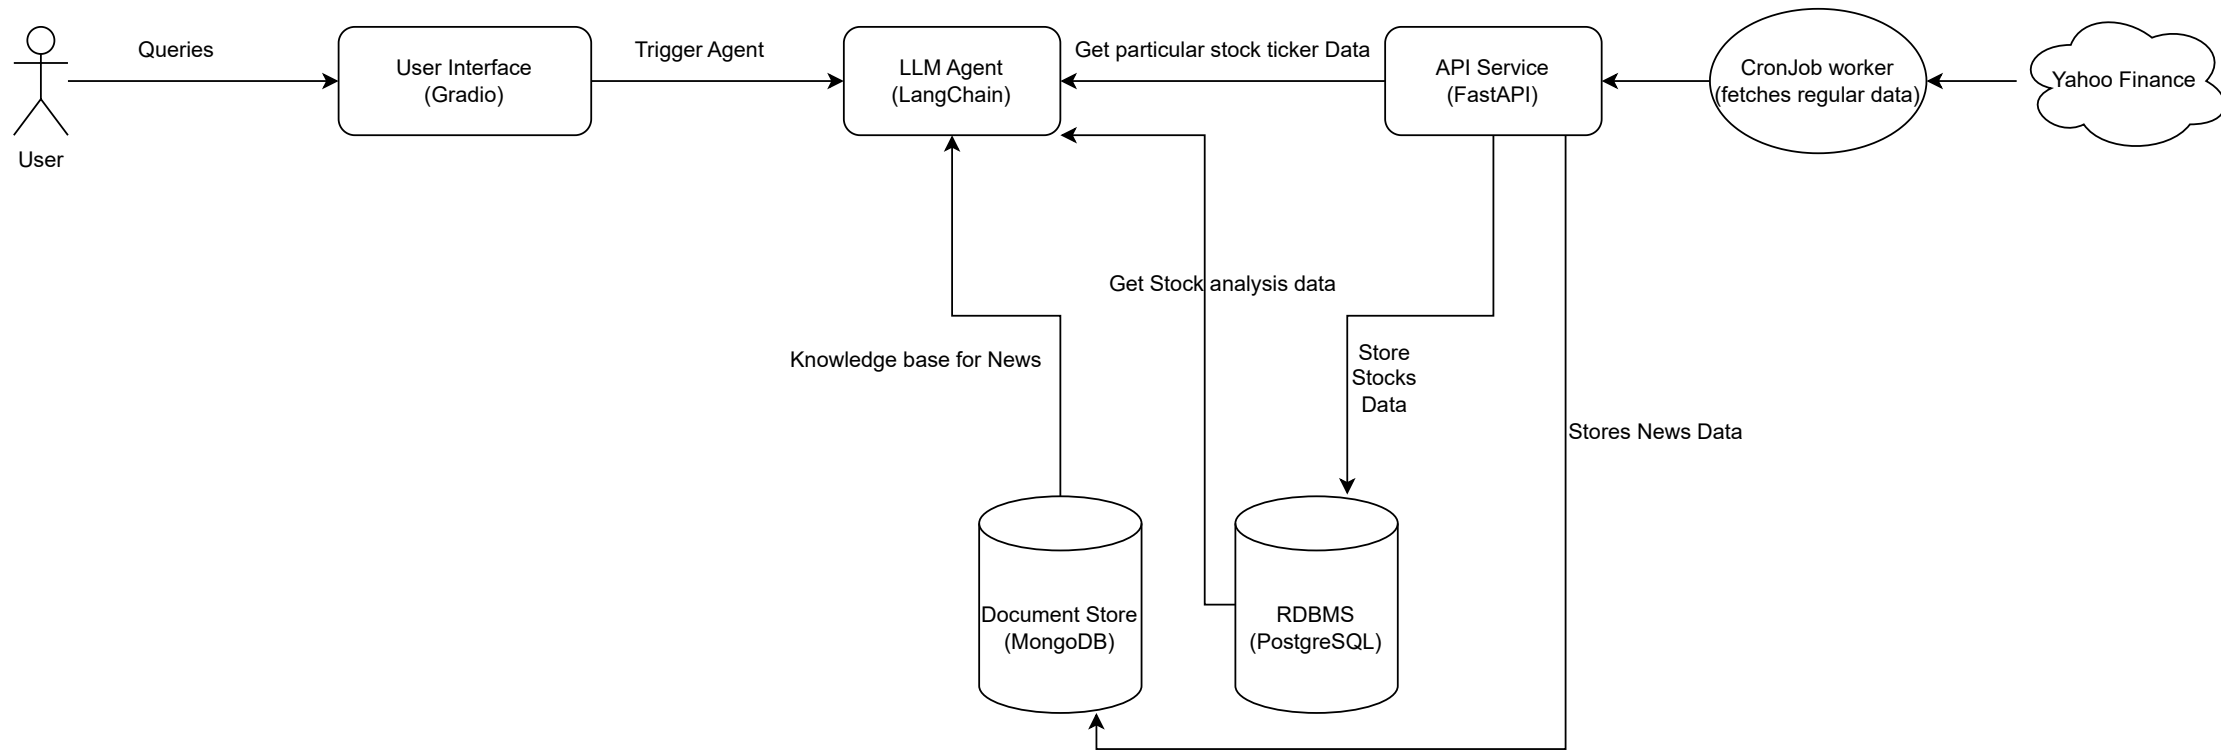 Queries
User
User Interface
(Gradio)
Trigger Agent
LLM Agent
(LangChain)
Get particular stock ticker Data
API Service
(FastAPI)
CronJob worker
(fetches regular data)
Yahoo Finance
Get Stock analysis data
Knowledge base for News
Store
Stocks
Data
Stores News Data
Document Store
(MongoDB)
RDBMS
(PostgreSQL)